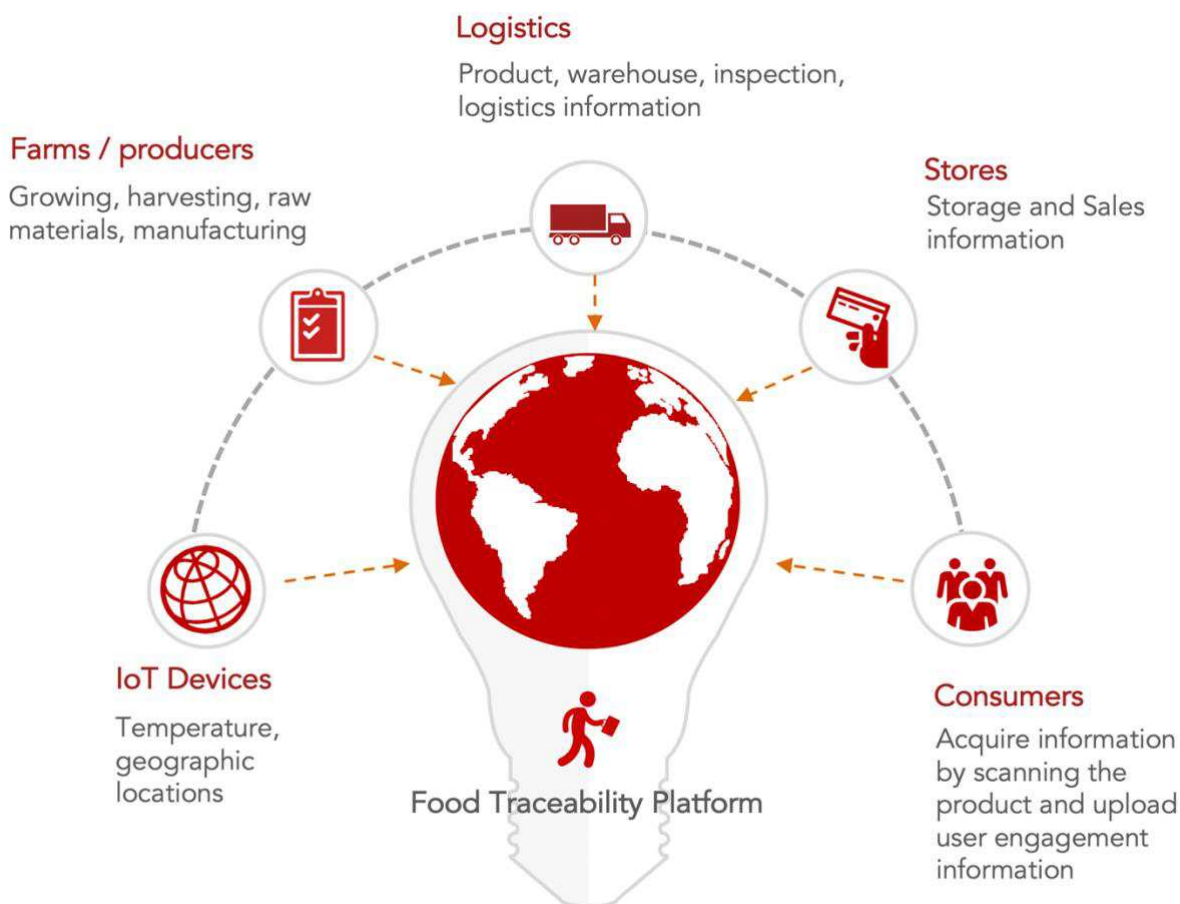 Logistics
Product, warehouse, inspection,
logistics information
Farms / producers
Growing, harvesting, raw
materials, manufacturing
Stores
Storage and Sales
information
IoT Devices
Temperature,
geographic
locations
Consumers
Acquire information
by scanning the
product and upload
user engagement
information
Food Traceability Platform